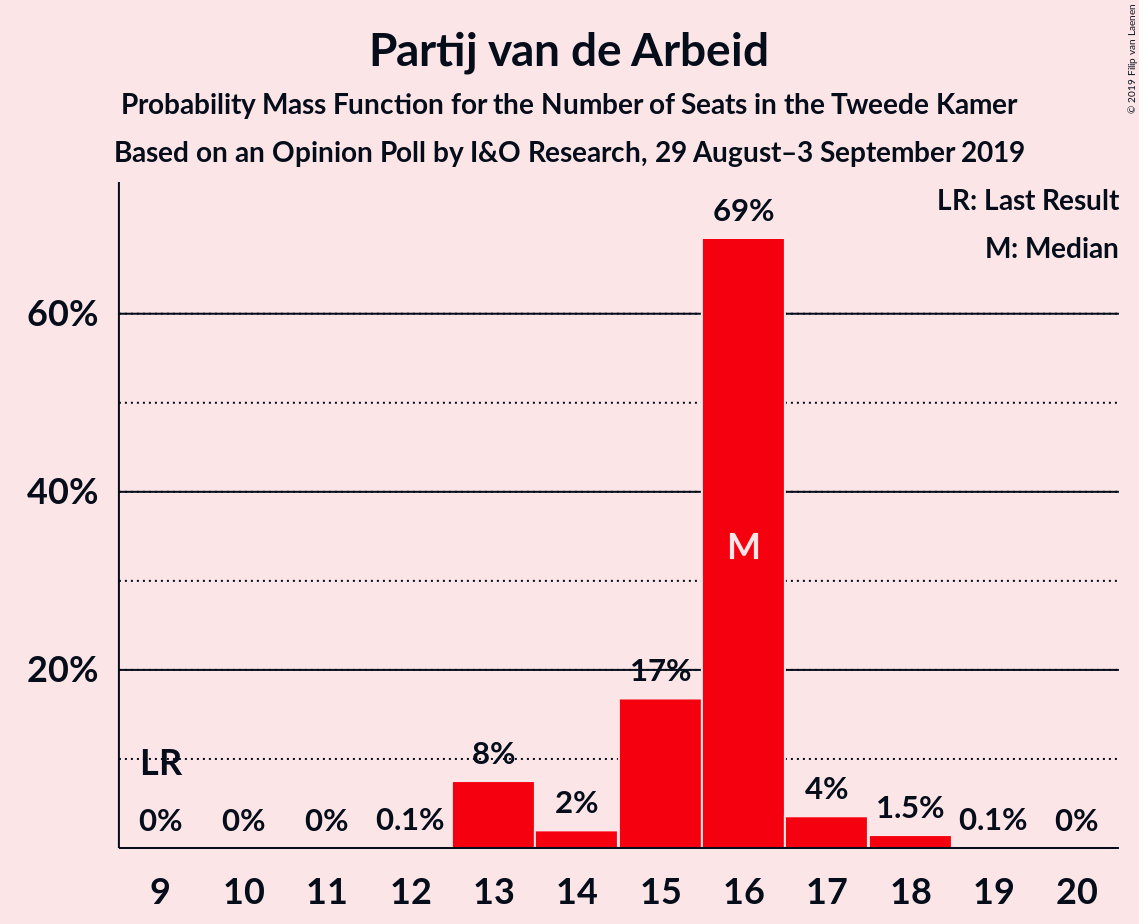 Partij van de Arbeid
Probability Mass Function for the Number of Seats in the Tweede Kamer
Based on an Opinion Poll by I&O Research, 29 August–3 September 2019
© 2019 Filip van Laenen
LR: Last Result
M: Median
69%
60%
M
40%
20%
17%
LR
8%
4%
2%
1.5%
0%
0%
0%
0.1%
0.1%
0%
9 10 11 12 13 14 15 16 17 18 19 20